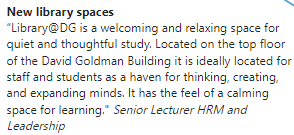 New library spaces
"Library@DG is a welcoming and relaxing space for
quiet and thoughtful study. Located on the top floor
of the David Goldman Building it is ideally located for
staff and students as a haven for thinking, creating,
and expanding minds. It has the feel of a calming
space for learning." Senior Lecturer HRM and
Leadership